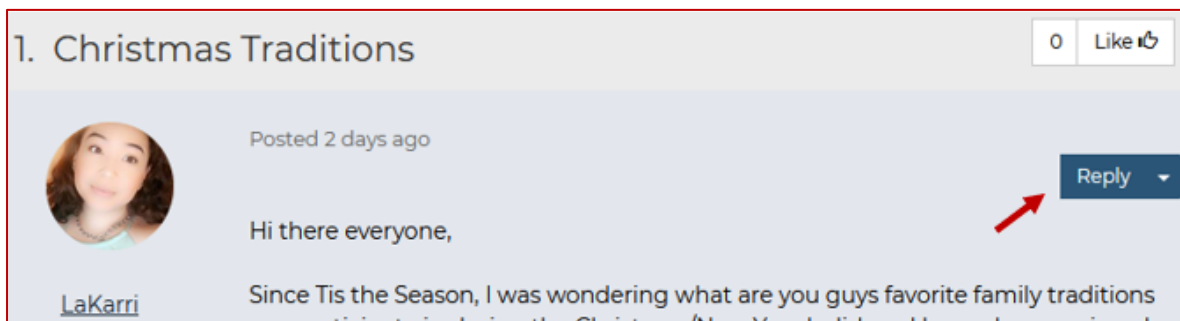 1. Christmas Traditions
0 Like
Posted 2 days ago
Reply
Hi there everyone,
LaKarri
Since Tis the Season, I was wondering what are you guys favorite family traditions